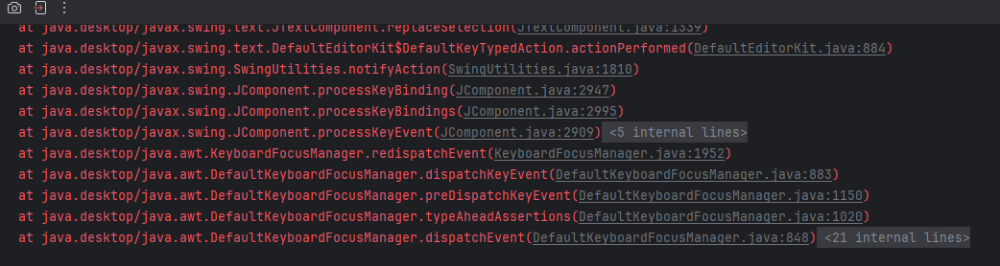 at java.desktop/javax.swing.text.JTextComponent.replaceSelection(JTextComponent.java:1339)
at java.desktop/javax.swing.text.DefaultEditorKit$DefaultKeyTypedAction.actionPerformed(DefaultEditorKit.java:884)
at java.desktop/javax.swing.SwingUtilities.notifyAction(SwingUtilities.java:1810)
at java.desktop/javax.swing.JComponent.processKeyBinding(JComponent.java:2947)
at java.desktop/javax.swing.JComponent.processKeyBindings(JComponent.java:2995)
at java.desktop/javax.swing.JComponent.processKeyEvent(JComponent.java:2909) <5 internal lines>
at java.desktop/java.awt.KeyboardFocusManager.redispatchEvent(KeyboardFocusManager.java:1952)
at java.desktop/java.awt.DefaultKeyboardFocusManager.dispatchKeyEvent(DefaultKeyboardFocusManager.java:883)
at java.desktop/java.awt.DefaultKeyboardFocusManager.preDispatchKeyEvent(DefaultKeyboardFocusManager.java:1150)
at java.desktop/java.awt.DefaultKeyboardFocusManager.typeAheadAssertions(DefaultKeyboardFocusManager.java:1020)
at java.desktop/java.awt.DefaultKeyboardFocusManager.dispatchEvent(DefaultKeyboardFocusManager.java:848) <21 internal lines>